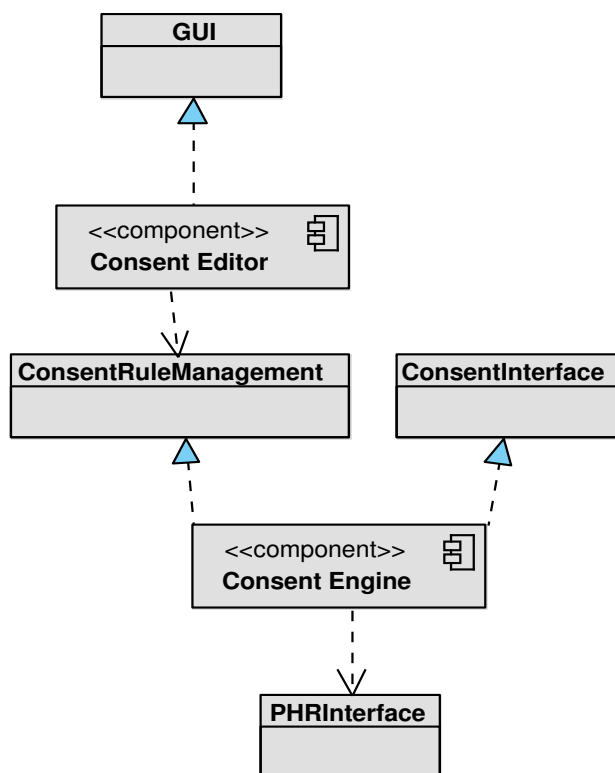 GUI
<<component>>
Consent Editor
ConsentRuleManagement
ConsentInterface
<<component>>
Consent Engine
PHRInterface